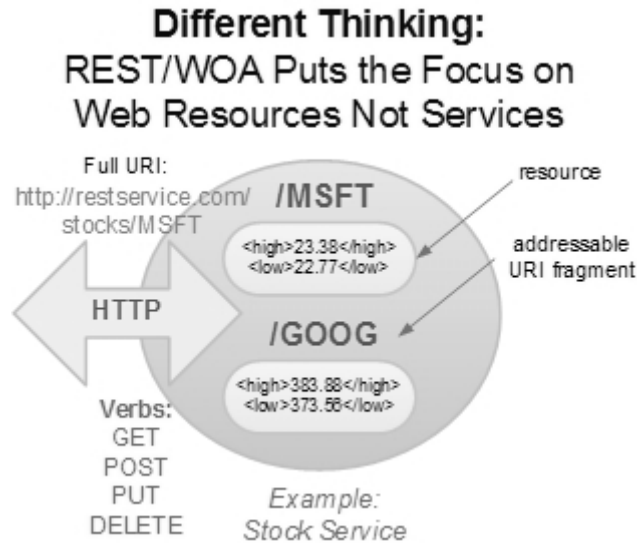 Different Thinking:
REST/WOA Puts the Focus on
Web Resources Not Services
Full URI:
http://restservice.com/
stocks/MSFT
/MSFT
resource
<high>23.38</high>
<low>22.77</low>
addressable
URI fragment
HTTP
/GOOG
<high>383.88</high>
<low>373.56</low>
Verbs:
GET
POST
PUT
DELETE
Example:
Stock Service